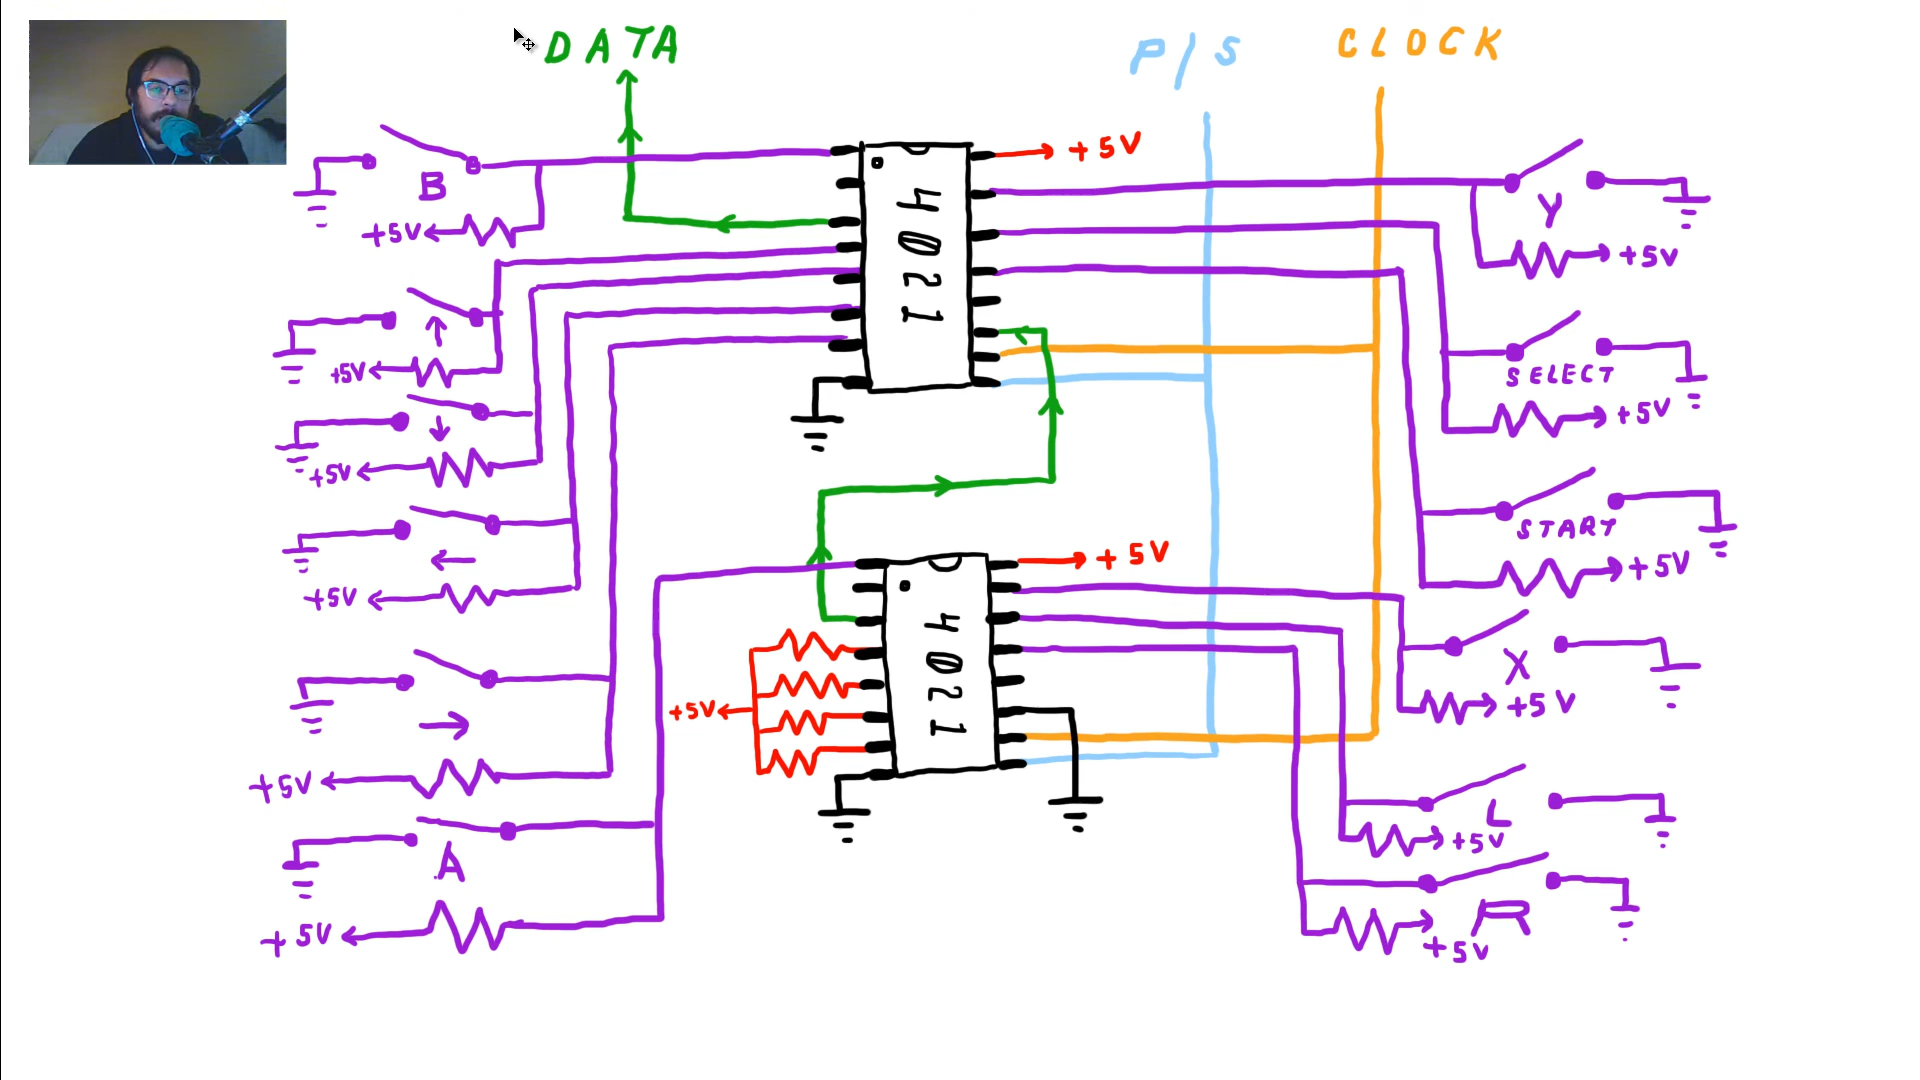 DATA
P/S
CLOCK
B
+5V
4021
+5V
Y
+5V
↑
+5V
SELECT
+5V
↓
+5V
START
+5V
←
+5V
+5V
4021
+5V
X
+5V
→
+5V
L
+5V
A
+5V
R
+5V